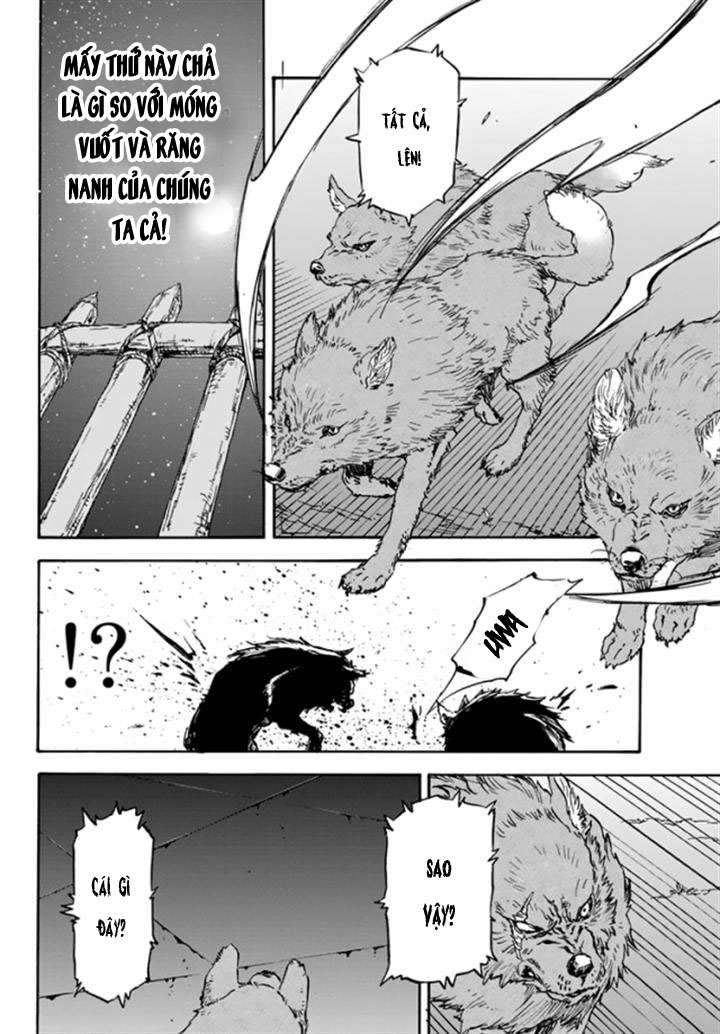 TẤT CẢ,
LÊN!
MẤY THỨ NÀY CHẢ
LÀ GÌ SO VỚI MÓNG
VUỐT VÀ RĂNG
NANH CỦA CHÚNG
TA CẢ!
UWA
!?
SAO
VẬY?
CÁI GÌ
ĐÂY?